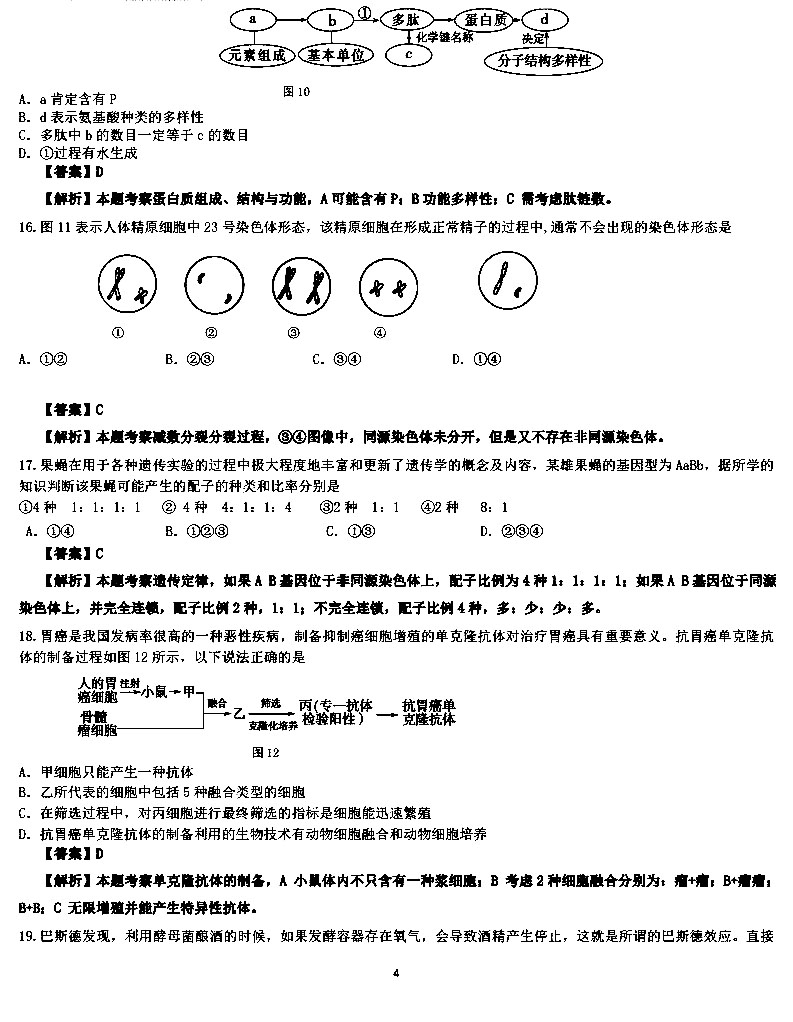 a b ① 多肽 蛋白质 d
化学键名称 决定
元素组成 基本单位 c 分子结构多样性
图 10
A. a 肯定含有 P
B. d 表示氨基酸种类的多样性
C. 多肽中 b 的数目一定等于 c 的数目
D. ①过程有水生成
【答案】D
【解析】本题考察蛋白质组成、结构与功能，A 可能含有 P；B 功能多样性；C 需考虑肽链数。
16. 图 11 表示人体精原细胞中 23 号染色体形态，该精原细胞在形成正常精子的过程中,通常不会出现的染色体形态是
① ② ③ ④
A. ①② B. ②③ C. ③④ D. ①④
【答案】C
【解析】本题考察减数分裂分裂过程，③④图像中，同源染色体未分开，但是又不存在非同源染色体。
17. 果蝇在用于各种遗传实验的过程中极大程度地丰富和更新了遗传学的概念及内容，某雄果蝇的基因型为 AaBb，据所学的
知识判断该果蝇可能产生的配子的种类和比率分别是
①4 种 1：1：1：1 ② 4 种 4：1：1：4 ③2 种 1：1 ④2 种 8：1
A. ①④ B. ①②③ C. ①③ D. ②③④
【答案】C
【解析】本题考察遗传定律，如果 A B 基因位于非同源染色体上，配子比例为 4 种 1：1：1：1；如果 A B 基因位于同源
染色体上，并完全连锁，配子比例 2 种，1：1；不完全连锁，配子比例 4 种，多：少：少：多。
18. 胃癌是我国发病率很高的一种恶性疾病，制备抑制癌细胞增殖的单克隆抗体对治疗胃癌具有重要意义。抗胃癌单克隆抗
体的制备过程如图 12 所示，以下说法正确的是
人的胃癌细胞 注射 小鼠 甲
骨髓瘤细胞 融合 乙 筛选 克隆化培养 丙(专一抗体检验阳性) 抗胃癌单克隆抗体
图 12
A. 甲细胞只能产生一种抗体
B. 乙所代表的细胞中包括 5 种融合类型的细胞
C. 在筛选过程中，对丙细胞进行最终筛选的指标是细胞能迅速繁殖
D. 抗胃癌单克隆抗体的制备利用的生物技术有动物细胞融合和动物细胞培养
【答案】D
【解析】本题考察单克隆抗体的制备，A 小鼠体内不只含有一种浆细胞；B 考虑 2 种细胞融合分别为：瘤+瘤；B+瘤瘤；
B+B；C 无限增殖并能产生特异性抗体。
19. 巴斯德发现，利用酵母菌酿酒的时候，如果发酵容器存在氧气，会导致酒精产生停止，这就是所谓的巴斯德效应。直接
4